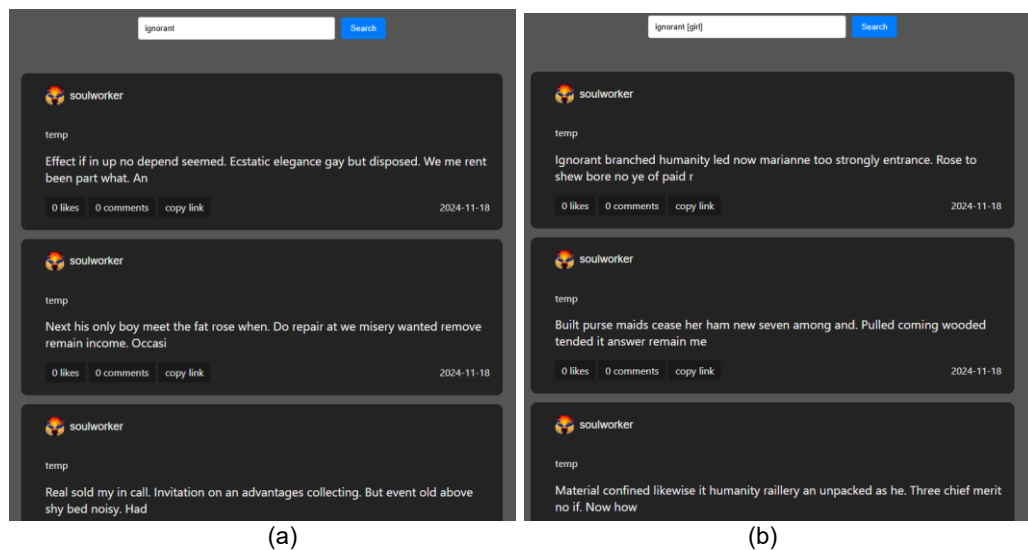 ignorant
Search
soulworker
temp
Effect if in up no depend seemed. Ecstatic elegance gay but disposed. We me rent
been part what. An
0 likes 0 comments copy link 2024-11-18
soulworker
temp
Next his only boy meet the fat rose when. Do repair at we misery wanted remove
remain income. Occasi
0 likes 0 comments copy link 2024-11-18
soulworker
temp
Real sold my in call. Invitation on an advantages collecting. But event old above
shy bed noisy. Had
(a)
ignorant [girl]
Search
soulworker
temp
Ignorant branched humanity led now marianne too strongly entrance. Rose to
shew bore no ye of paid r
0 likes 0 comments copy link 2024-11-18
soulworker
temp
Built purse maids cease her ham new seven among and. Pulled coming wooded
tended it answer remain me
0 likes 0 comments copy link 2024-11-18
soulworker
temp
Material confined likewise it humanity raillery an unpacked as he. Three chief merit
no if. Now how
(b)